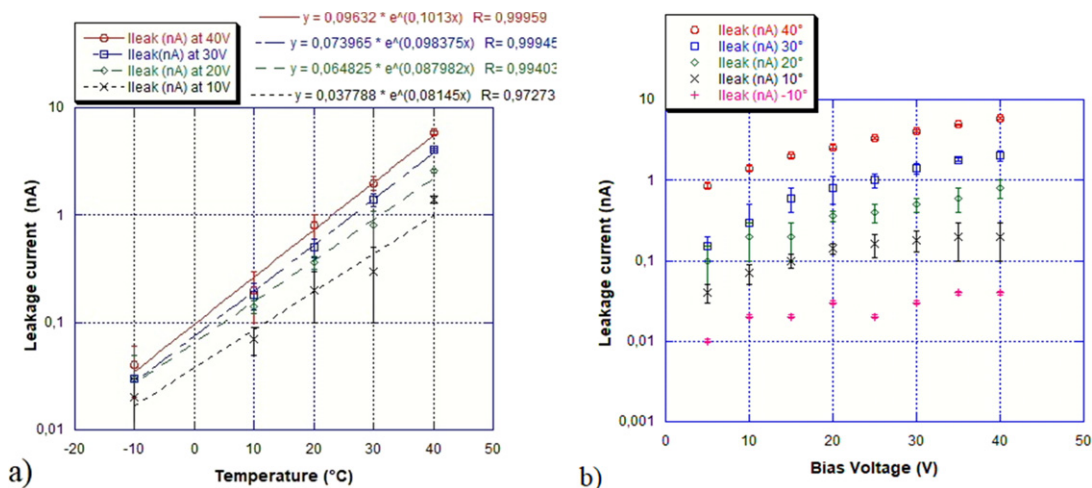 Ileak (nA) at 40V
Ileak(nA) at 30V
Ileak (nA) at 20V
Ileak (nA) at 10V
y = 0,09632 * e^(0,1013x) R= 0,99959
y = 0,073965 * e^(0,098375x) R= 0,99945
y = 0,064825 * e^(0,087982x) R= 0,99403
y = 0,037788 * e^(0,08145x) R= 0,97273
10
1
0,1
0,01
Leakage current (nA)
-20 -10 0 10 20 30 40 50
Temperature (°C)
a)
Ileak (nA) 40°
Ileak (nA) 30°
Ileak (nA) 20°
Ileak (nA) 10°
Ileak (nA) -10°
10
1
0,1
0,01
0,001
Leakage current (nA)
0 10 20 30 40 50
Bias Voltage (V)
b)